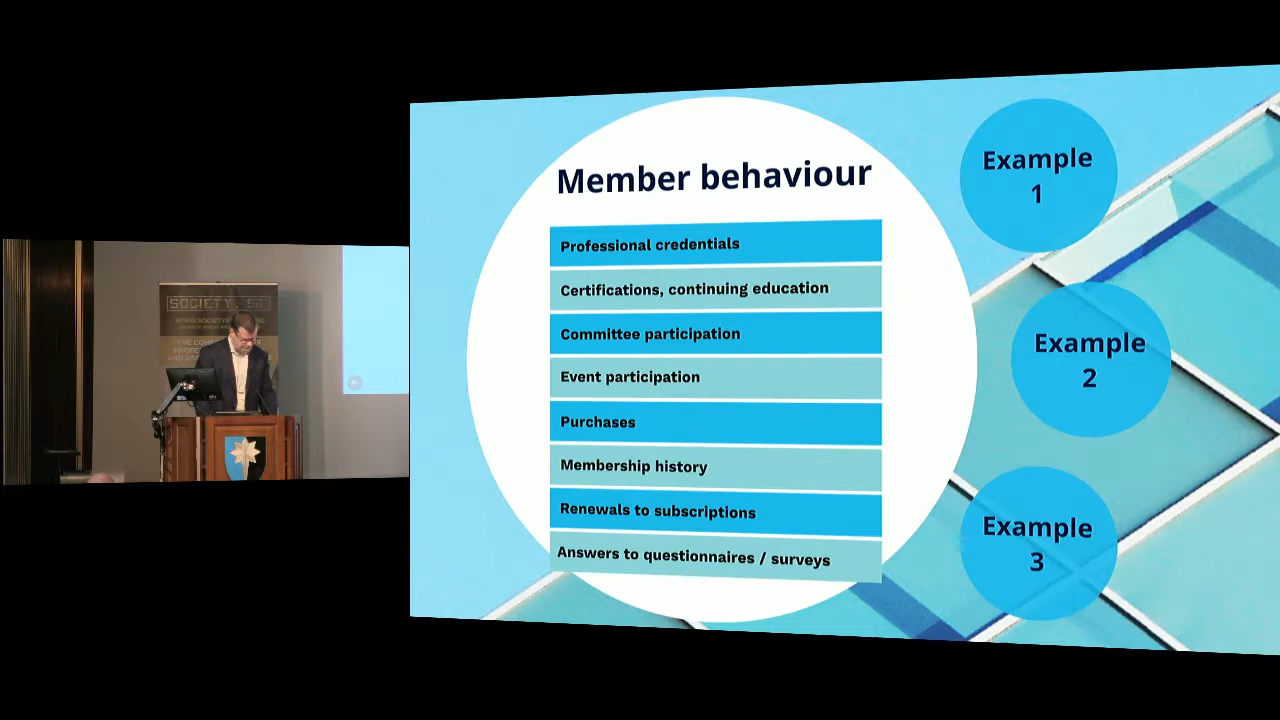 SOCIETY
Member behaviour
Professional credentials
Certifications, continuing education
Committee participation
Event participation
Purchases
Membership history
Renewals to subscriptions
Answers to questionnaires / surveys
Example
1
Example
2
Example
3